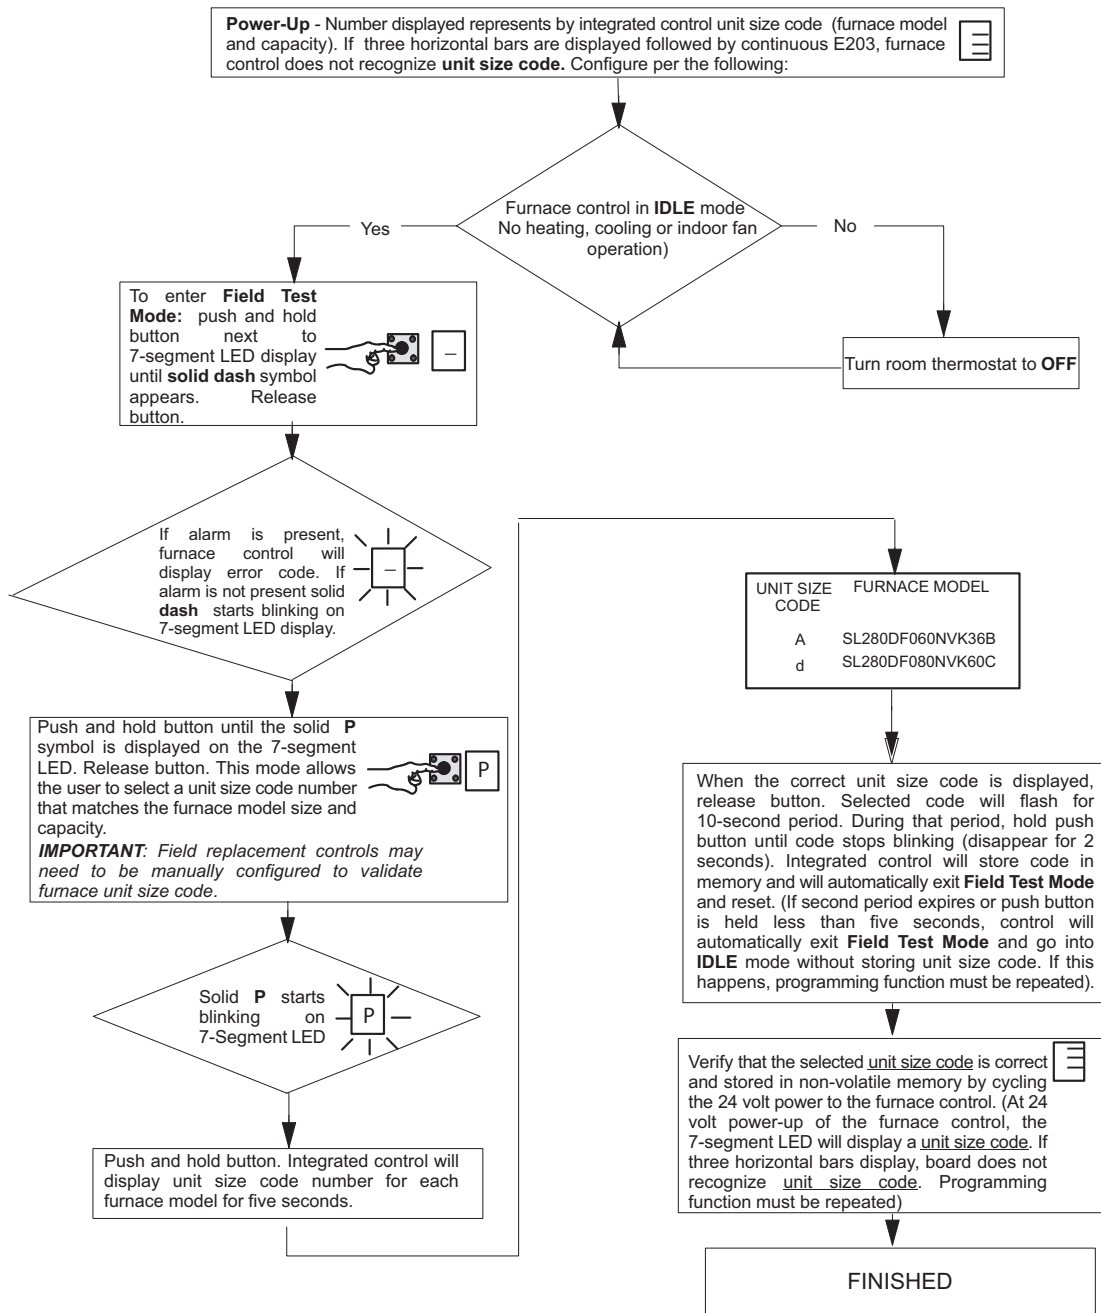 Power-Up - Number displayed represents by integrated control unit size code (furnace model
and capacity). If three horizontal bars are displayed followed by continuous E203, furnace
control does not recognize unit size code. Configure per the following:
Furnace control in IDLE mode
No heating, cooling or indoor fan
operation)
Yes
No
To enter Field Test
Mode: push and hold
button next to
7-segment LED display
until solid dash symbol
appears. Release
button.
–
Turn room thermostat to OFF
If alarm is present,
furnace control will
display error code. If
alarm is not present solid
dash starts blinking on
7-segment LED display.
–
Push and hold button until the solid P
symbol is displayed on the 7-segment
LED. Release button. This mode allows
the user to select a unit size code number
that matches the furnace model size and
capacity.
IMPORTANT: Field replacement controls may
need to be manually configured to validate
furnace unit size code.
P
Solid P starts
blinking on
7-Segment LED
P
Push and hold button. Integrated control will
display unit size code number for each
furnace model for five seconds.
UNIT SIZE
CODE
FURNACE MODEL
A SL280DF060NVK36B
d SL280DF080NVK60C
When the correct unit size code is displayed,
release button. Selected code will flash for
10-second period. During that period, hold push
button until code stops blinking (disappear for 2
seconds). Integrated control will store code in
memory and will automatically exit Field Test Mode
and reset. (If second period expires or push button
is held less than five seconds, control will
automatically exit Field Test Mode and go into
IDLE mode without storing unit size code. If this
happens, programming function must be repeated).
Verify that the selected unit size code is correct
and stored in non-volatile memory by cycling
the 24 volt power to the furnace control. (At 24
volt power-up of the furnace control, the
7-segment LED will display a unit size code. If
three horizontal bars display, board does not
recognize unit size code. Programming
function must be repeated)
FINISHED